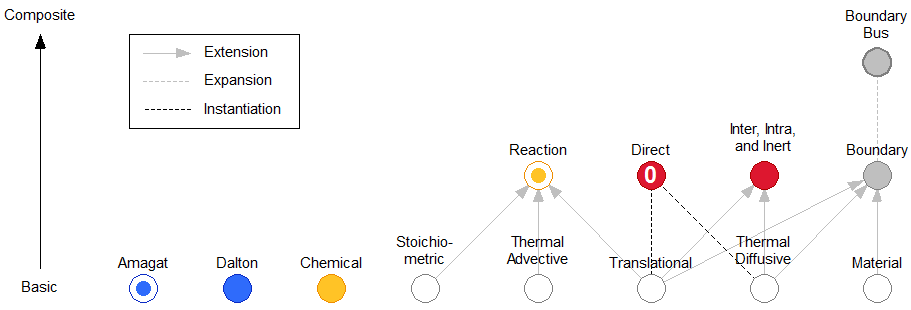 Composite
Boundary
Bus
Extension
Expansion
Instantiation
Reaction
Direct
Inter, Intra,
and Inert
Boundary
0
Stoichio-
metric
Thermal
Advective
Translational
Thermal
Diffusive
Material
Amagat
Dalton
Chemical
Basic